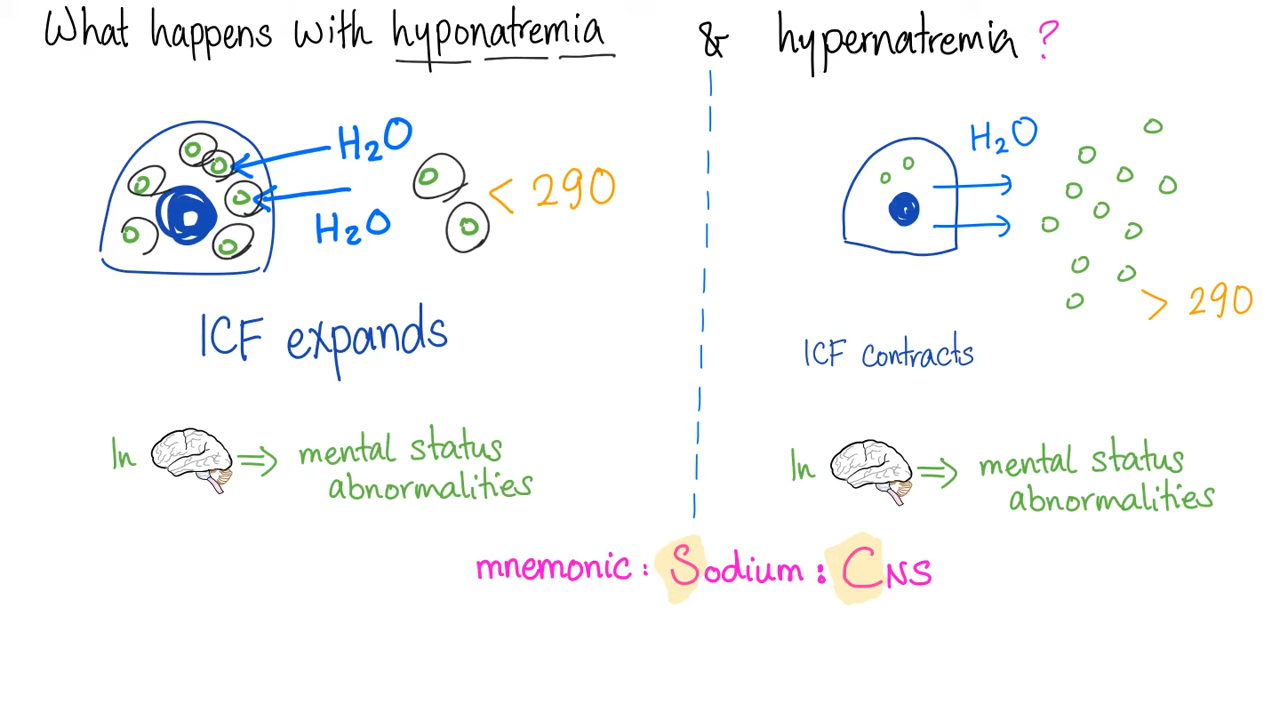 What happens with hyponatremia & hypernatremia ?
H₂O
H₂O
< 290
ICF expands
In
mental status
abnormalities
H₂O
> 290
ICF contracts
In
mental status
abnormalities
mnemonic : Sodium : CNS